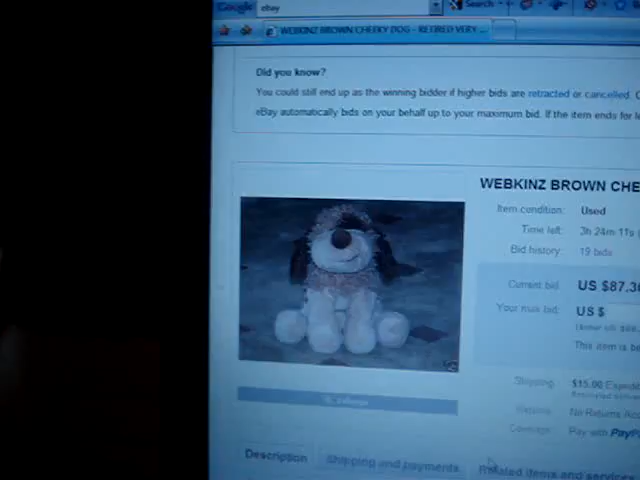 Google ebay Search
WEBKINZ BROWN CHEEKY DOG - RETIRED VERY ...
Did you know?
You could still end up as the winning bidder if higher bids are retracted or cancelled.
eBay automatically bids on your behalf up to your maximum bid. If the item ends for
WEBKINZ BROWN CHE
Item condition: Used
Time left: 3h 24m 11s
Bid history: 19 bids
Current bid: US $87.3
Your max bid: US $
This item is be
Shipping: $15.00 Expedi
Returns: No Returns Acc
Coverage: Pay with PayP
Description Shipping and payments Related items and services